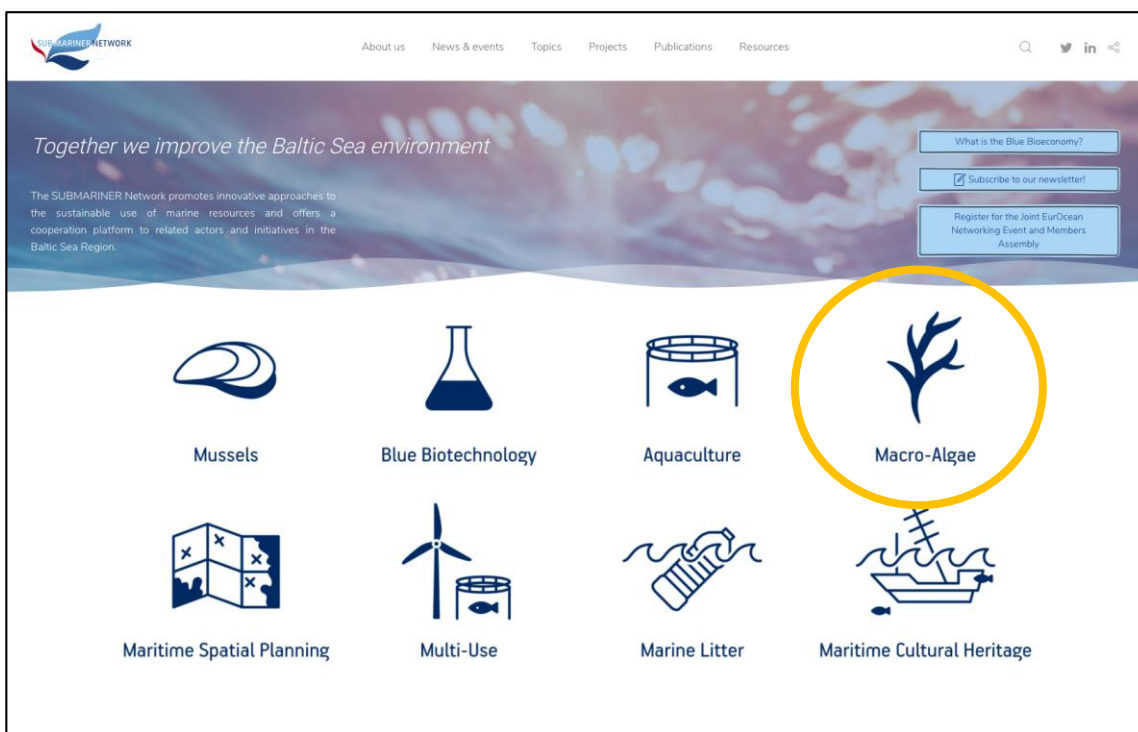 SUBMARINER NETWORK
About us News & events Topics Projects Publications Resources
in
Together we improve the Baltic Sea environment
The SUBMARINER Network promotes innovative approaches to
the sustainable use of marine resources and offers a
cooperation platform to related actors and initiatives in the
Baltic Sea Region.
What is the Blue Bioeconomy?
Subscribe to our newsletter!
Register for the Joint EurOcean
Networking Event and Members
Assembly
Mussels Blue Biotechnology Aquaculture Macro-Algae
Maritime Spatial Planning Multi-Use Marine Litter Maritime Cultural Heritage